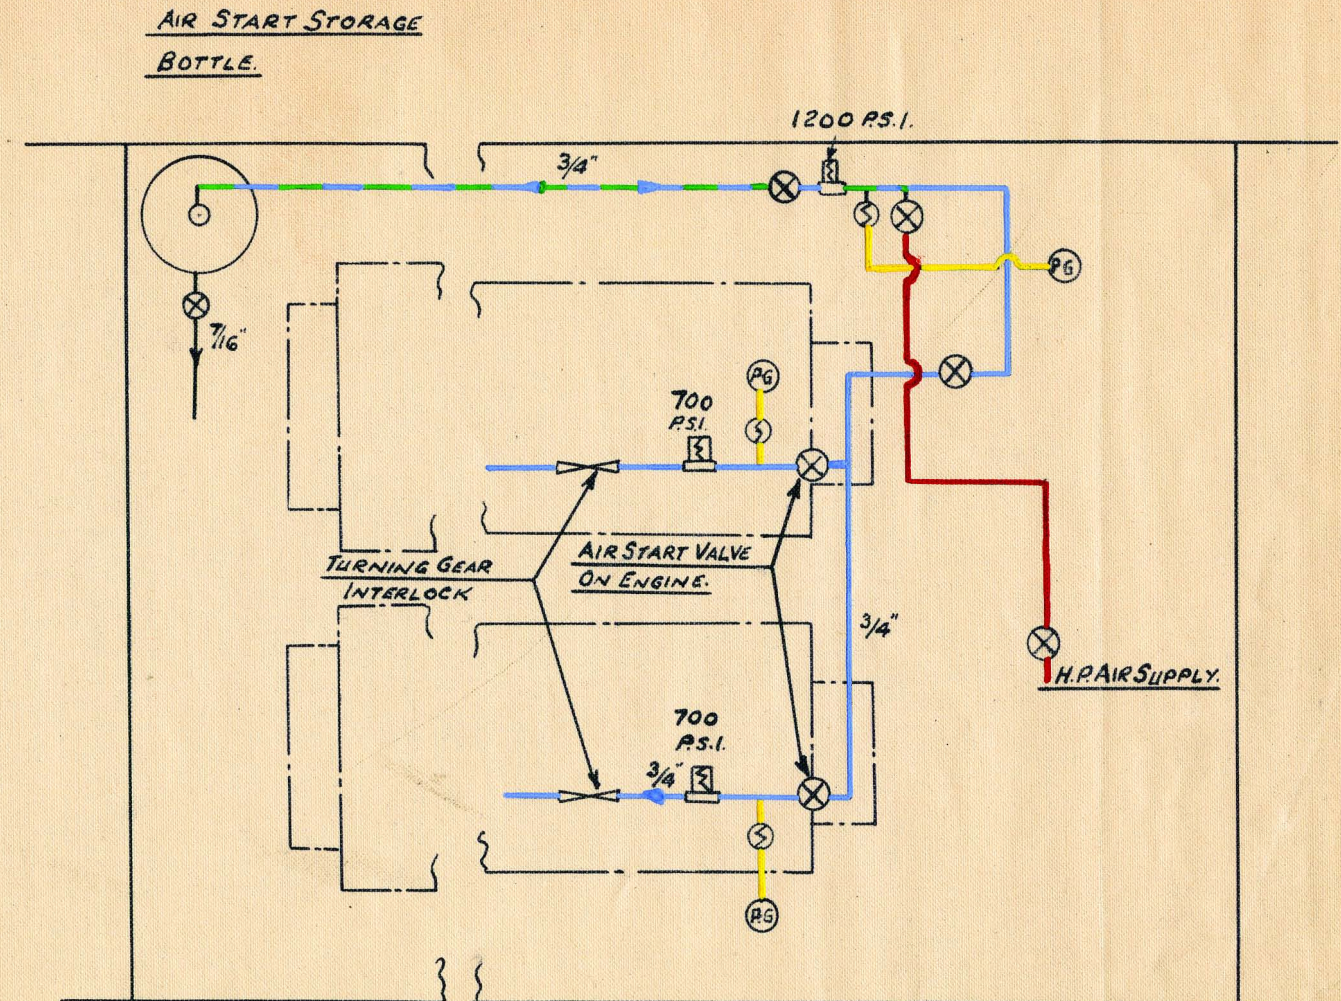 AIR START STORAGE
BOTTLE.
1200 P.S.I.
3/4"
PG
7/16"
PG
700
P.S.I.
TURNING GEAR
INTERLOCK
AIR START VALVE
ON ENGINE.
3/4"
H.P. AIR SUPPLY.
700
P.S.I.
3/4"
P.G